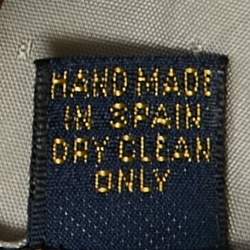 HAND MADE
IN SPAIN
DRY CLEAN
ONLY